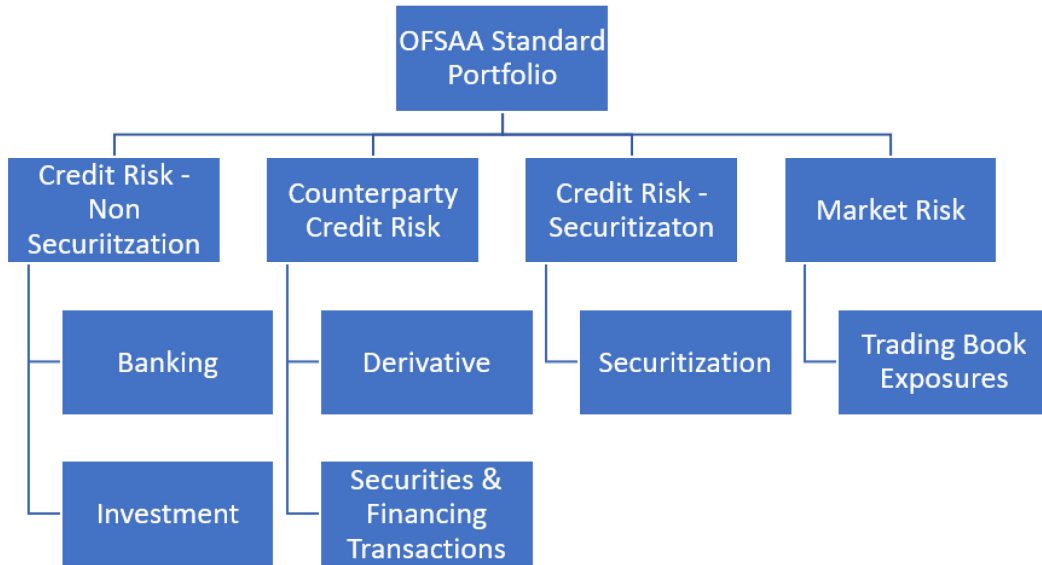 OFSAA Standard
Portfolio
Credit Risk -
Non
Securiitzation
Counterparty
Credit Risk
Credit Risk -
Securitizaton
Market Risk
Banking
Derivative
Securitization
Trading Book
Exposures
Investment
Securities &
Financing
Transactions